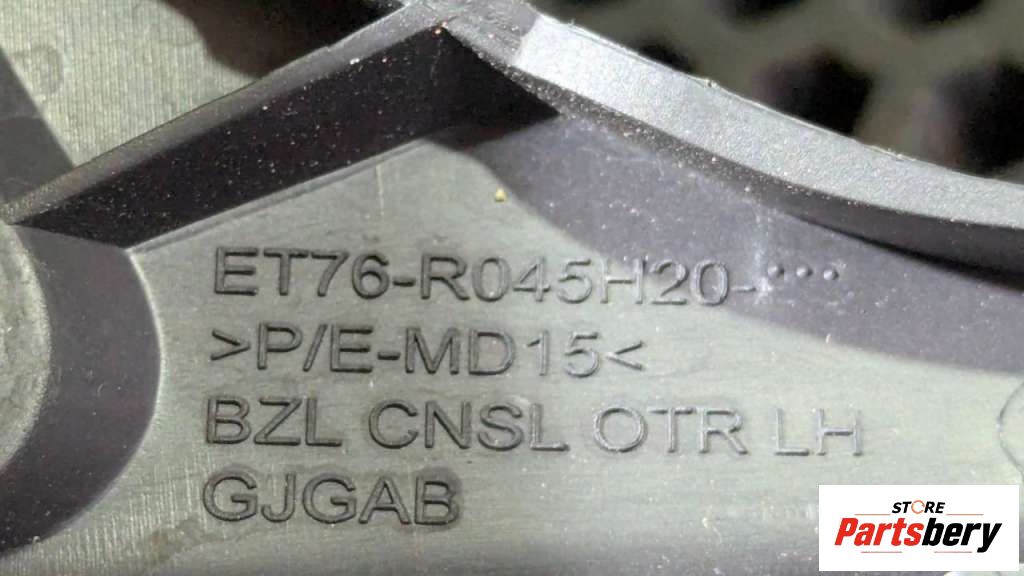 ET76-R045H20-•••
>P/E-MD15<
BZL CNSL OTR LH
GJGAB
STORE
Partsbery